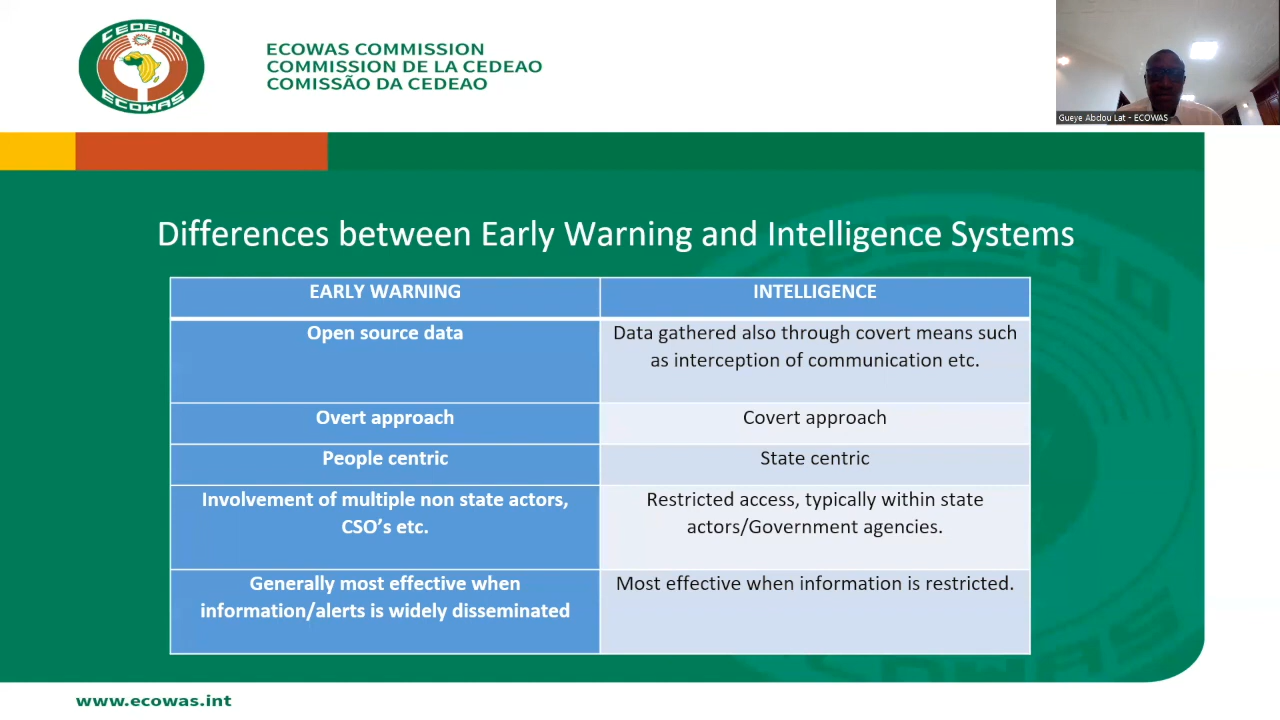 CEDEAO
ECOWAS
ECOWAS COMMISSION
COMMISSION DE LA CEDEAO
COMISSÃO DA CEDEAO
Gueye Abdou Lat - ECOWAS
Differences between Early Warning and Intelligence Systems
EARLY WARNING
INTELLIGENCE
Open source data
Data gathered also through covert means such
as interception of communication etc.
Overt approach
Covert approach
People centric
State centric
Involvement of multiple non state actors,
CSO's etc.
Restricted access, typically within state
actors/Government agencies.
Generally most effective when
information/alerts is widely disseminated
Most effective when information is restricted.
www.ecowas.int